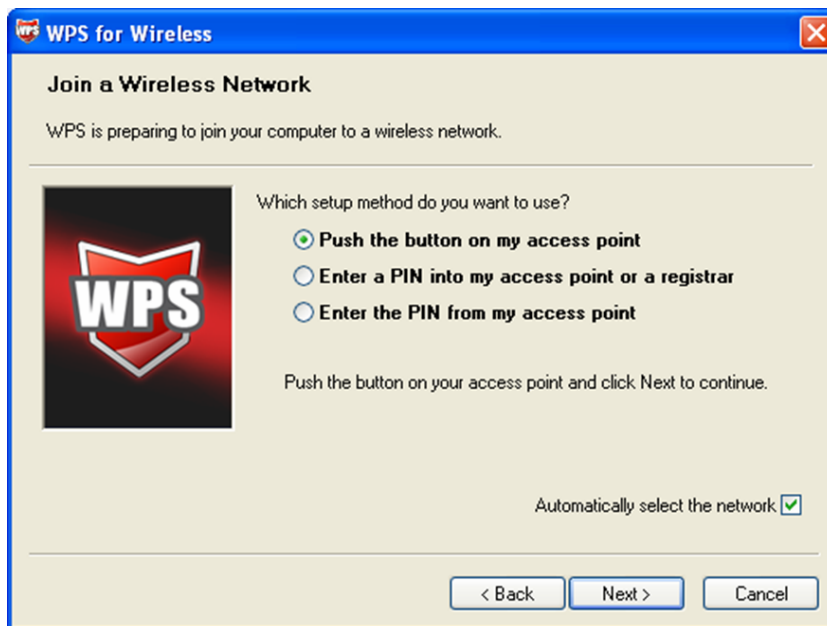 WPS for Wireless
Join a Wireless Network
WPS is preparing to join your computer to a wireless network.
Which setup method do you want to use?
Push the button on my access point
Enter a PIN into my access point or a registrar
Enter the PIN from my access point
WPS
Push the button on your access point and click Next to continue.
Automatically select the network
< Back
Next >
Cancel